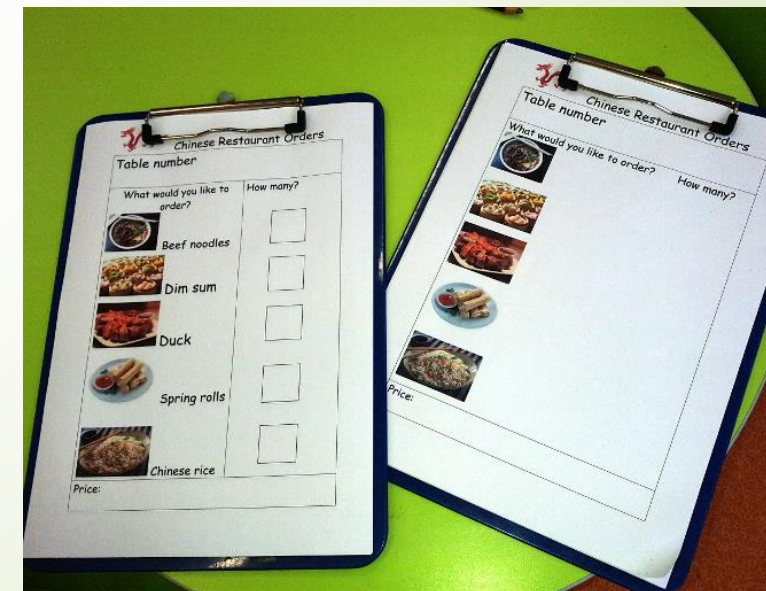 Chinese Restaurant Orders
Table number
What would you like to
order?
How many?
Beef noodles
Dim sum
Duck
Spring rolls
Chinese rice
Price:
Chinese Restaurant Orders
Table number
What would you like to order?
How many?
Price: